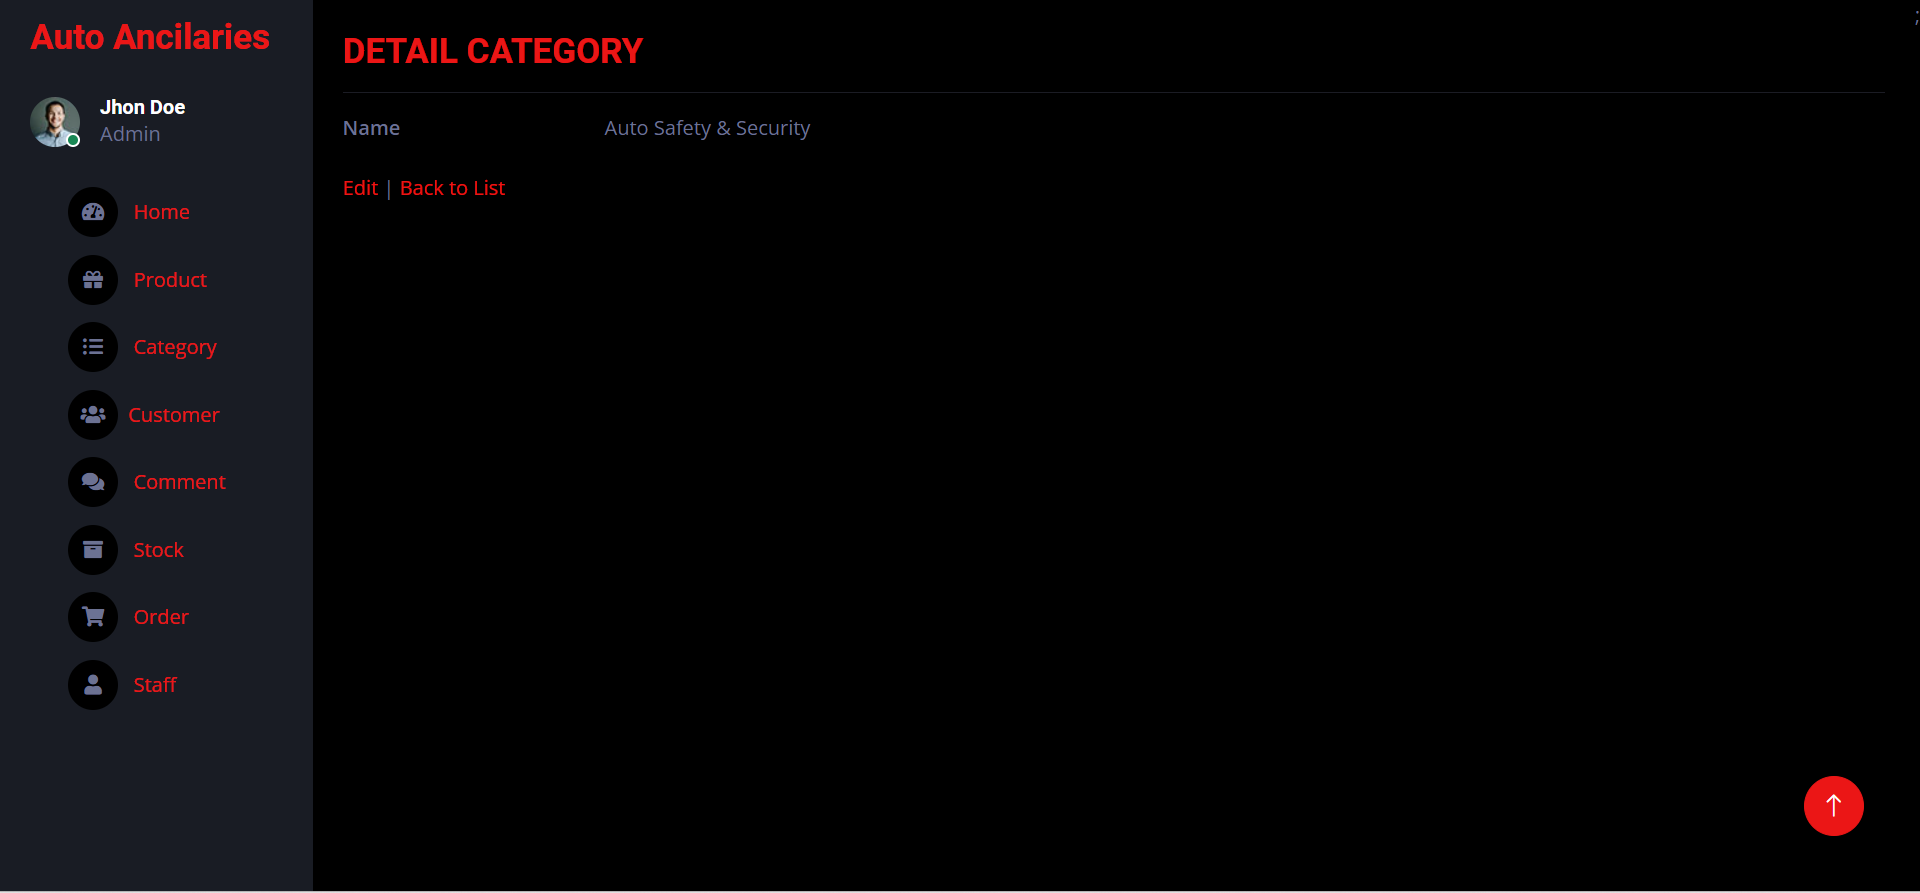 Auto Ancilaries
Jhon Doe
Admin
Home
Product
Category
Customer
Comment
Stock
Order
Staff
;
DETAIL CATEGORY
Name Auto Safety & Security
Edit | Back to List